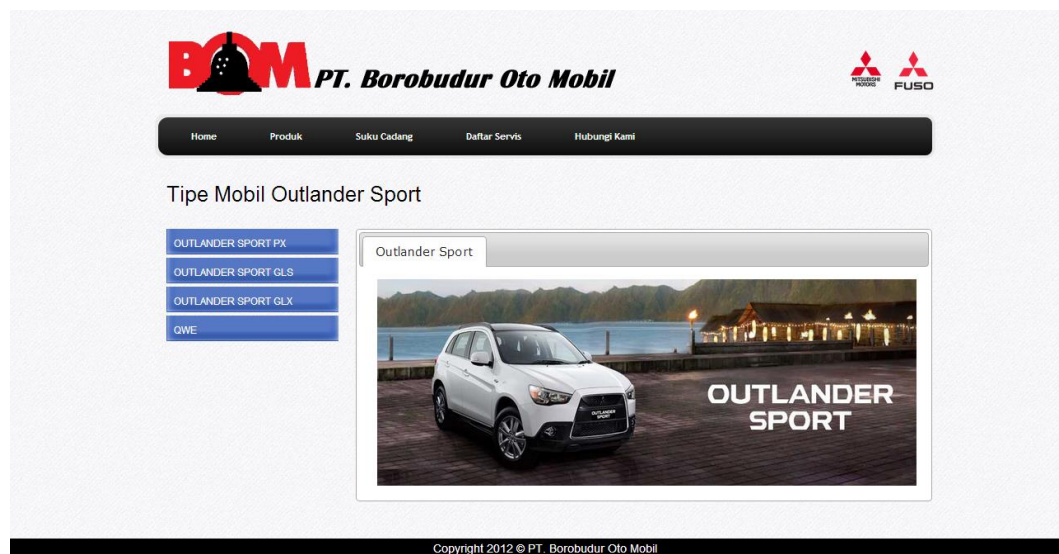 BOM PT. Borobudur Oto Mobil
MITSUBISHI
MOTORS
FUSO
Home Produk Suku Cadang Daftar Servis Hubungi Kami
Tipe Mobil Outlander Sport
OUTLANDER SPORT PX
OUTLANDER SPORT GLS
OUTLANDER SPORT GLX
QWE
Outlander Sport
OUTLANDER
SPORT
OUTLANDER
SPORT
Copyright 2012 © PT. Borobudur Oto Mobil